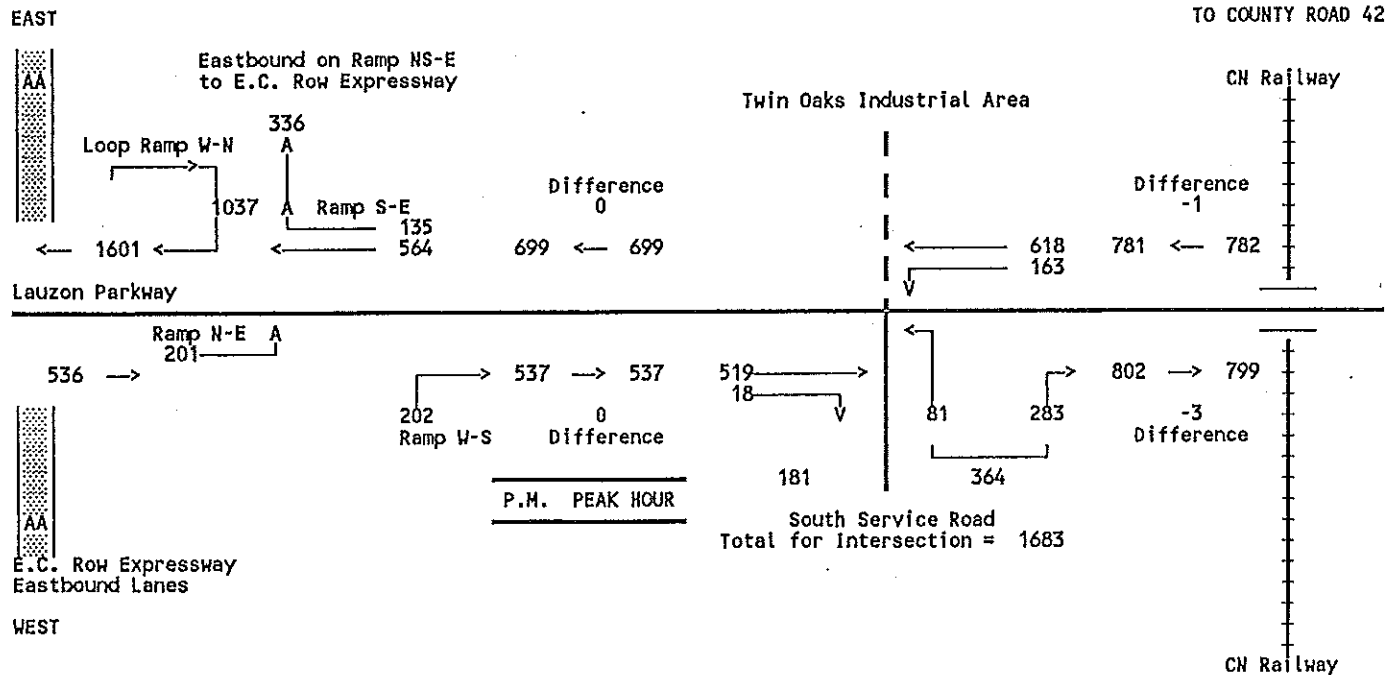 EAST
TO COUNTY ROAD 42
Eastbound on Ramp NS-E
to E.C. Row Expressway
AA
CN Railway
Twin Oaks Industrial Area
336
A
Loop Ramp W-N
Difference
0
Difference
-1
1037 A Ramp S-E
135
1601
564
699 699
618
163
781 782
V
Lauzon Parkway
Ramp N-E A
201
536
537 537
519
18
802 799
202
Ramp W-S
0
Difference
V
81
283
-3
Difference
181
364
P.M. PEAK HOUR
AA
South Service Road
Total for Intersection = 1683
E.C. Row Expressway
Eastbound Lanes
WEST
CN Railway